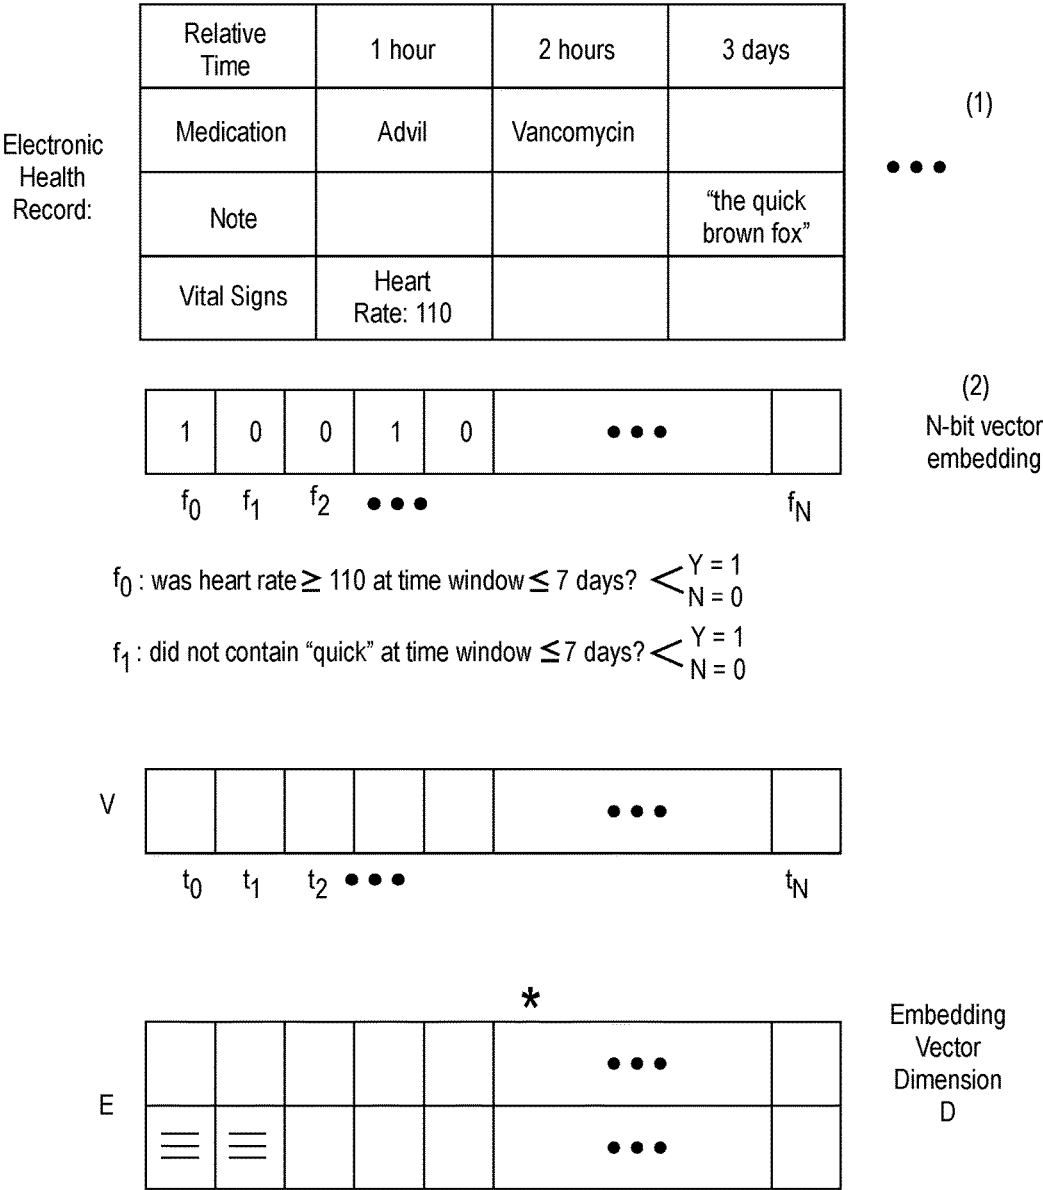 Relative Time 1 hour 2 hours 3 days
(1)
Medication Advil Vancomycin
Electronic
Health
Record:
• • •
Note "the quick brown fox"
Vital Signs Heart Rate: 110
(2)
N-bit vector
embedding
1 0 0 1 0 • • •
f0 f1 f2 • • • fN
f0 : was heart rate ≥ 110 at time window ≤ 7 days? < Y = 1
N = 0
f1 : did not contain "quick" at time window ≤ 7 days? < Y = 1
N = 0
V • • •
t0 t1 t2 • • • tN
*
Embedding
Vector
Dimension
D
E • • •
• • •